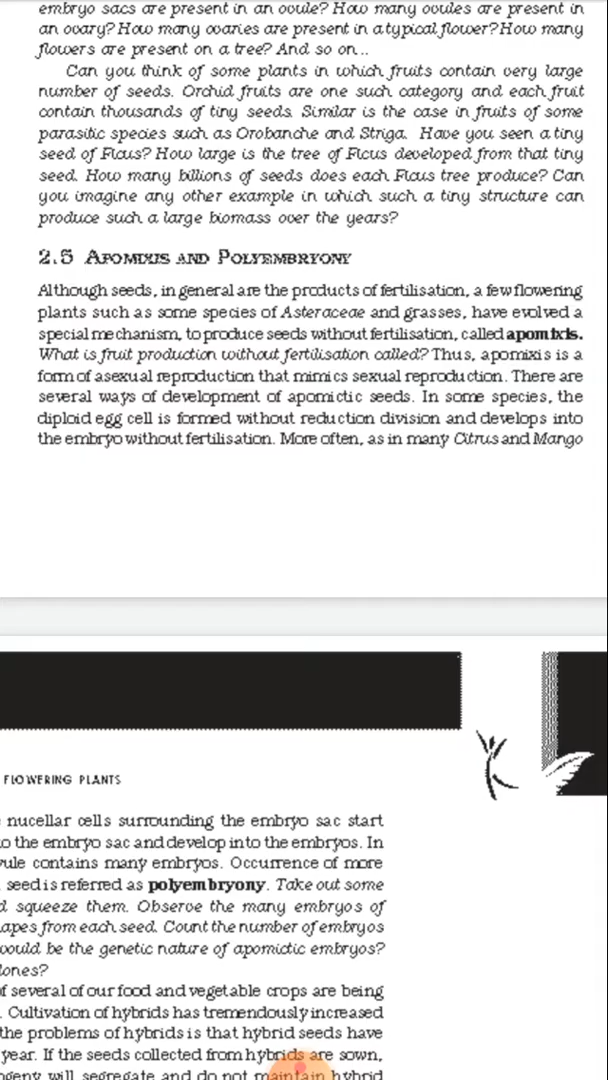 embryo sacs are present in an ovule? How many ovules are present in
an ovary? How many ovaries are present in a typical flower? How many
flowers are present on a tree? And so on...
Can you think of some plants in which fruits contain very large
number of seeds. Orchid fruits are one such category and each fruit
contain thousands of tiny seeds. Similar is the case in fruits of some
parasitic species such as Orobanche and Striga. Have you seen a tiny
seed of Ficus? How large is the tree of Ficus developed from that tiny
seed. How many billions of seeds does each Ficus tree produce? Can
you imagine any other example in which such a tiny structure can
produce such a large biomass over the years?
2.5 APOMIXIS AND POLYEMBRYONY
Although seeds, in general are the products of fertilisation, a few flowering
plants such as some species of Asteraceae and grasses, have evolved a
special mechanism, to produce seeds without fertilisation, called apomixis.
What is fruit production without fertilisation called? Thus, apomixis is a
form of asexual reproduction that mimics sexual reproduction. There are
several ways of development of apomictic seeds. In some species, the
diploid egg cell is formed without reduction division and develops into
the embryo without fertilisation. More often, as in many Citrus and Mango
FLOWERING PLANTS
nucellar cells surrounding the embryo sac start
to the embryo sac and develop into the embryos. In
vule contains many embryos. Occurrence of more
seed is referred as polyembryony. Take out some
d squeeze them. Observe the many embryos of
apes from each seed. Count the number of embryos
would be the genetic nature of apomictic embryos?
lones?
f several of our food and vegetable crops are being
. Cultivation of hybrids has tremendously increased
the problems of hybrids is that hybrid seeds have
year. If the seeds collected from hybrids are sown,
geny will segregate and do not maintain hybrid